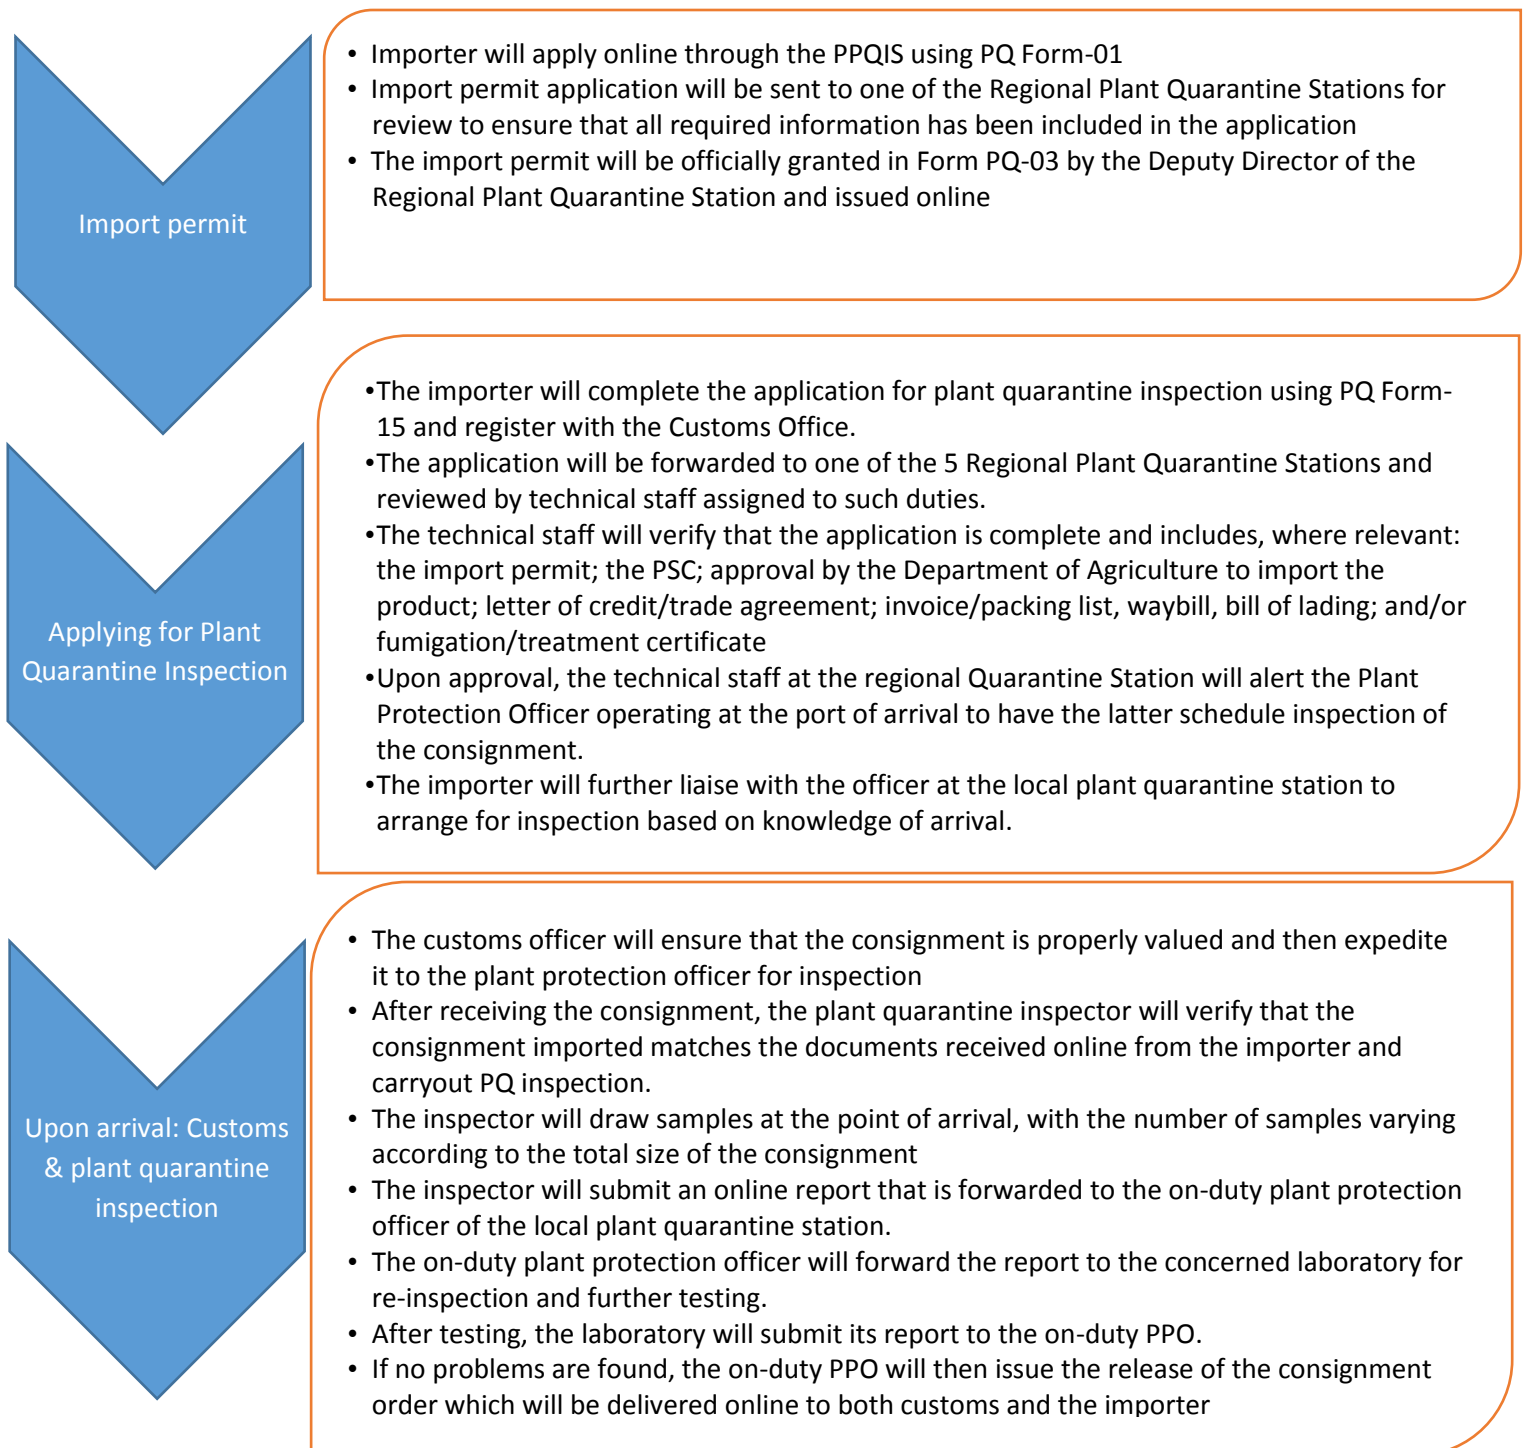 Import permit
• Importer will apply online through the PPQIS using PQ Form-01
• Import permit application will be sent to one of the Regional Plant Quarantine Stations for
review to ensure that all required information has been included in the application
• The import permit will be officially granted in Form PQ-03 by the Deputy Director of the
Regional Plant Quarantine Station and issued online
Applying for Plant
Quarantine Inspection
•The importer will complete the application for plant quarantine inspection using PQ Form-
15 and register with the Customs Office.
•The application will be forwarded to one of the 5 Regional Plant Quarantine Stations and
reviewed by technical staff assigned to such duties.
•The technical staff will verify that the application is complete and includes, where relevant:
the import permit; the PSC; approval by the Department of Agriculture to import the
product; letter of credit/trade agreement; invoice/packing list, waybill, bill of lading; and/or
fumigation/treatment certificate
•Upon approval, the technical staff at the regional Quarantine Station will alert the Plant
Protection Officer operating at the port of arrival to have the latter schedule inspection of
the consignment.
•The importer will further liaise with the officer at the local plant quarantine station to
arrange for inspection based on knowledge of arrival.
Upon arrival: Customs
& plant quarantine
inspection
• The customs officer will ensure that the consignment is properly valued and then expedite
it to the plant protection officer for inspection
• After receiving the consignment, the plant quarantine inspector will verify that the
consignment imported matches the documents received online from the importer and
carryout PQ inspection.
• The inspector will draw samples at the point of arrival, with the number of samples varying
according to the total size of the consignment
• The inspector will submit an online report that is forwarded to the on-duty plant protection
officer of the local plant quarantine station.
• The on-duty plant protection officer will forward the report to the concerned laboratory for
re-inspection and further testing.
• After testing, the laboratory will submit its report to the on-duty PPO.
• If no problems are found, the on-duty PPO will then issue the release of the consignment
order which will be delivered online to both customs and the importer